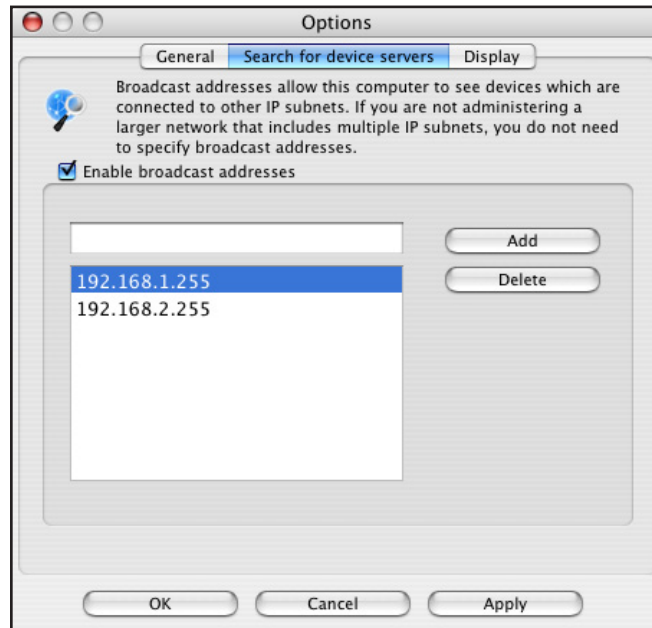 Options
General Search for device servers Display
Broadcast addresses allow this computer to see devices which are
connected to other IP subnets. If you are not administering a
larger network that includes multiple IP subnets, you do not need
to specify broadcast addresses.
Enable broadcast addresses
Add
192.168.1.255
Delete
192.168.2.255
OK Cancel Apply